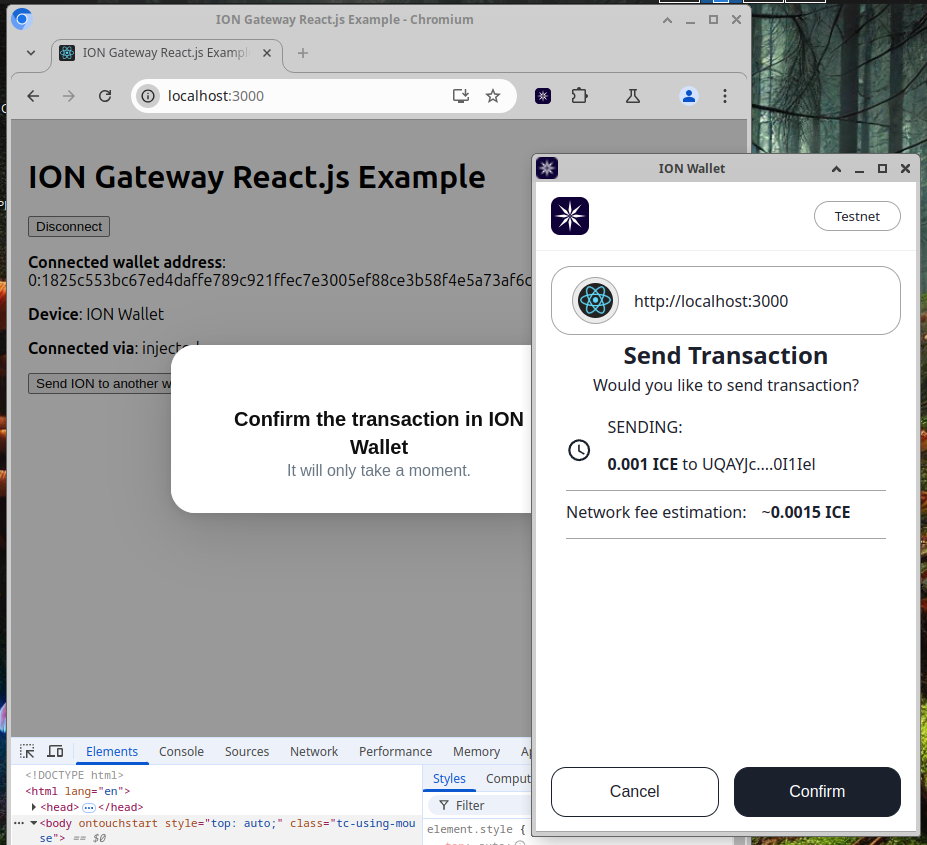 ION Gateway React.js Example - Chromium
ION Gateway React.js Exampl
localhost:3000
ION Gateway React.js Example
Disconnect
Connected wallet address:
0:1825c553bc67ed4daffe789c921ffec7e3005ef88ce3b58f4e5a73af6c
Device: ION Wallet
Connected via: injected
Send ION to another w
Confirm the transaction in ION
Wallet
It will only take a moment.
ION Wallet
Testnet
http://localhost:3000
Send Transaction
Would you like to send transaction?
SENDING:
0.001 ICE to UQAYJc....0I1Iel
Network fee estimation: ~0.0015 ICE
Cancel
Confirm
Elements Console Sources Network Performance Memory Ap
<!DOCTYPE html>
<html lang="en">
<head> ⋯ </head>
<body ontouchstart style="top: auto;" class="tc-using-mou
se"> == $0
Styles Comput
Filter
element.style {